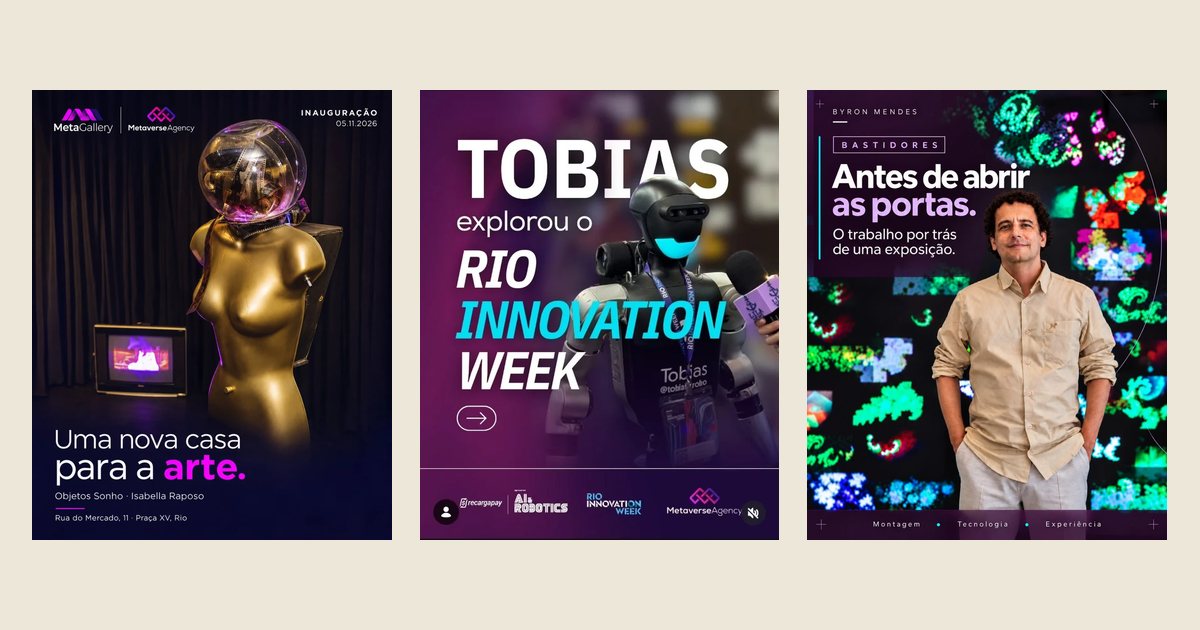 MetaGallery
MetaverseAgency
INAUGURAÇÃO
05.11.2026
Uma nova casa
para a arte.
Objetos Sonho · Isabella Raposo
Rua do Mercado, 11 · Praça XV, Rio
TOBIAS
explorou o
RIO
INNOVATION
WEEK
Tobias
recargapay
AI&
ROBOTICS
RIO
INNOVATION
WEEK
MetaverseAgency
BYRON MENDES
BASTIDORES
Antes de abrir
as portas.
O trabalho por trás
de uma exposição.
Montagem • Tecnologia • Experiência